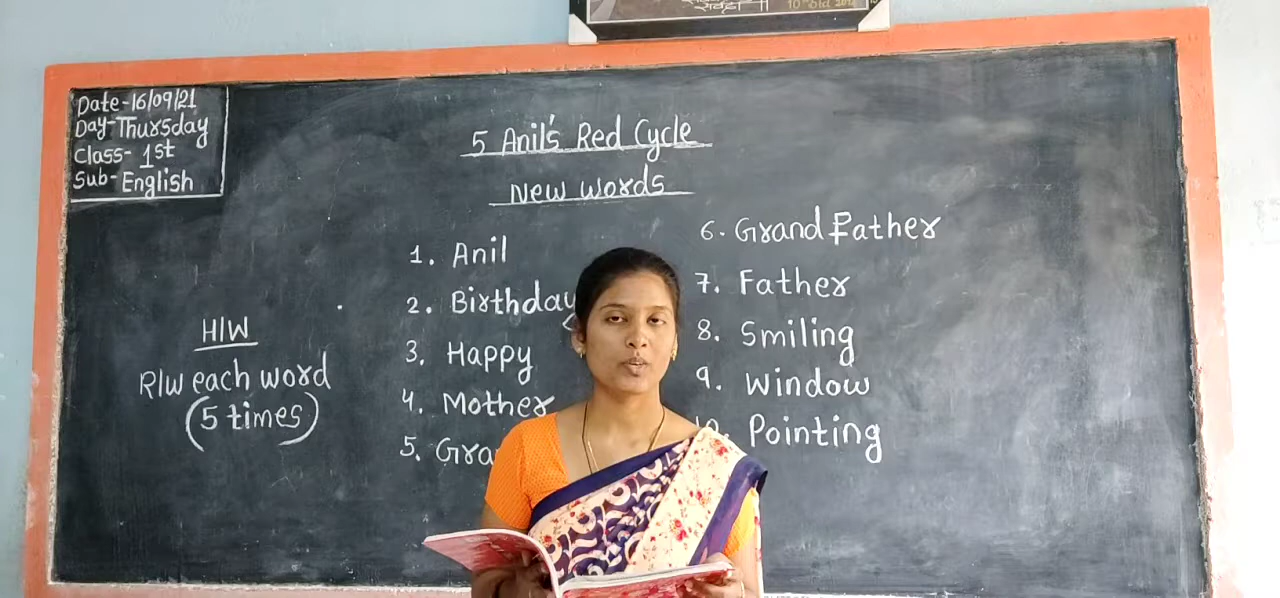 Date-16/09/21
Day-Thursday
Class- 1st
Sub- English
5 Anil's Red Cycle
New words
1. Anil
2. Birthday
3. Happy
4. Mother
5. Gra
6. Grand Father
7. Father
8. Smiling
9. Window
Pointing
H/W
R/W each word
(5 times)